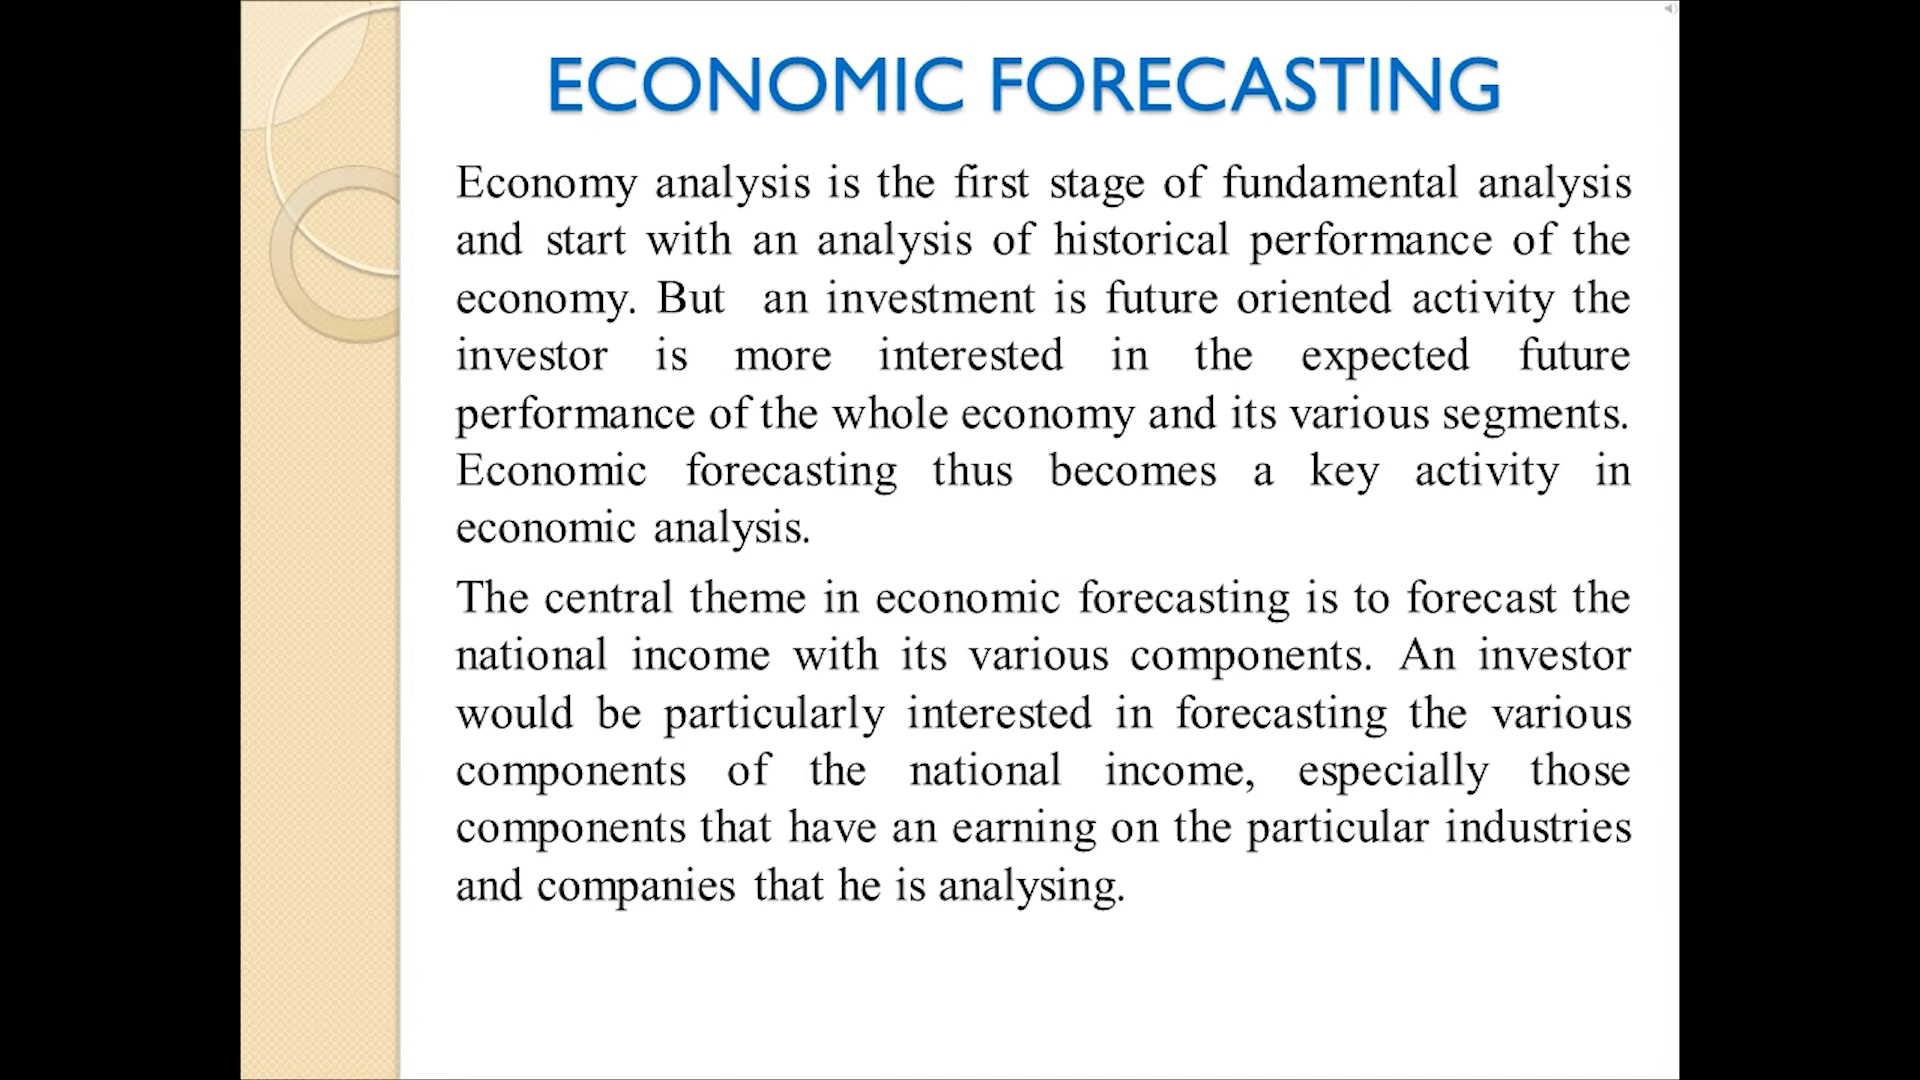 ECONOMIC FORECASTING
Economy analysis is the first stage of fundamental analysis
and start with an analysis of historical performance of the
economy. But an investment is future oriented activity the
investor is more interested in the expected future
performance of the whole economy and its various segments.
Economic forecasting thus becomes a key activity in
economic analysis.
The central theme in economic forecasting is to forecast the
national income with its various components. An investor
would be particularly interested in forecasting the various
components of the national income, especially those
components that have an earning on the particular industries
and companies that he is analysing.